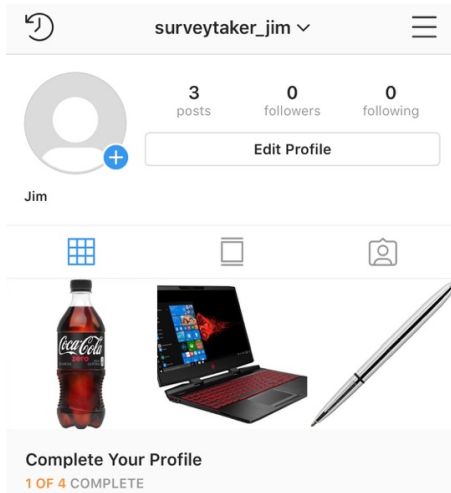 surveytaker_jim
3 0 0
posts followers following
Edit Profile
Jim
Coca-Cola
zero
Complete Your Profile
1 OF 4 COMPLETE